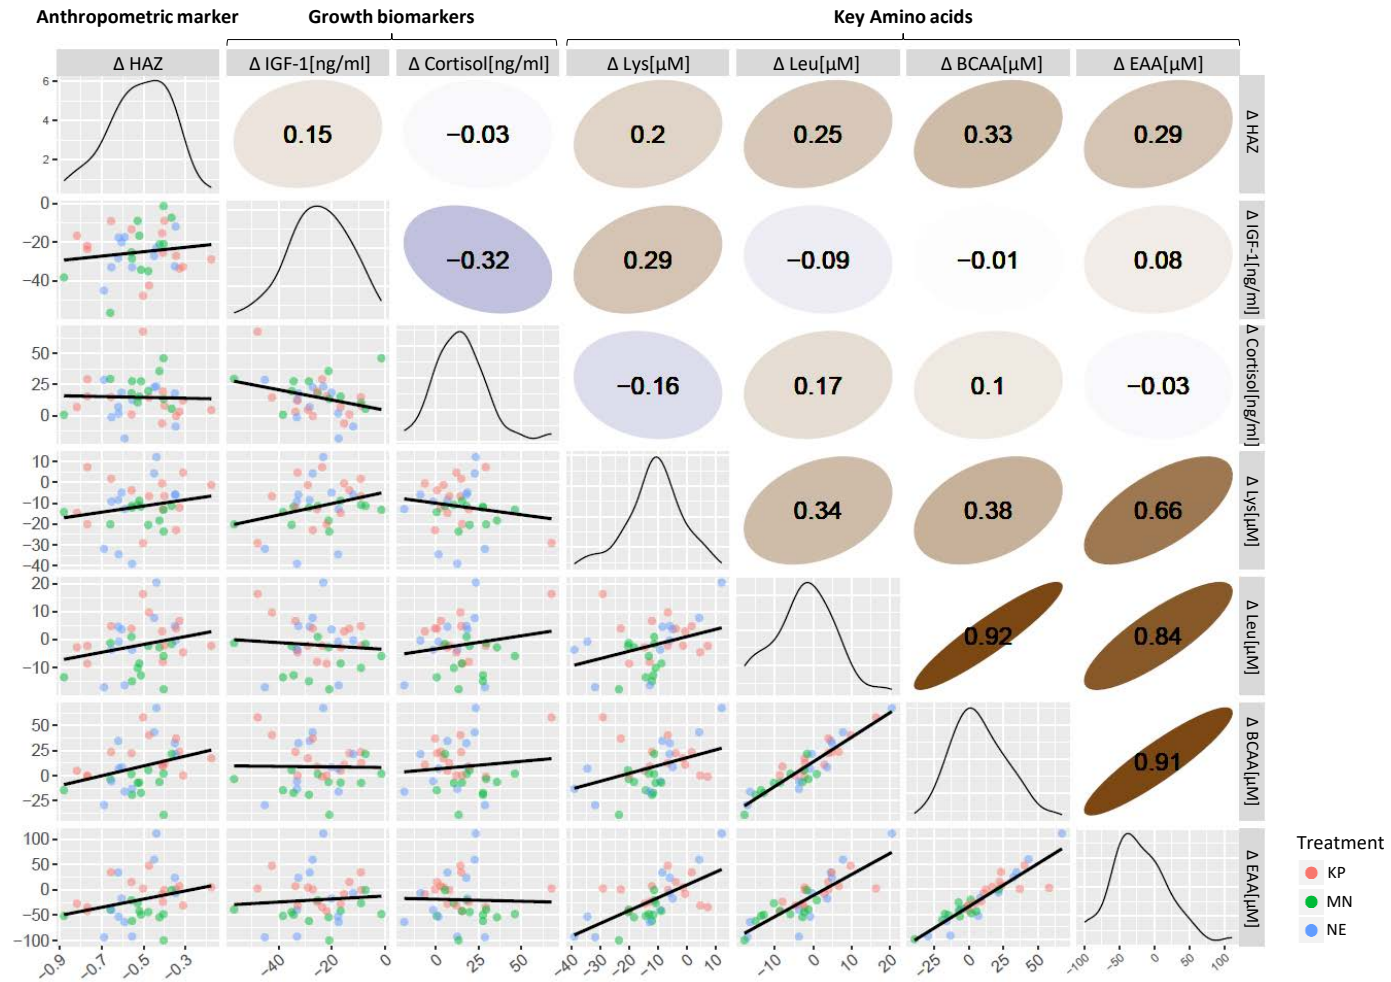 Anthropometric marker Growth biomarkers Key Amino acids
Δ HAZ Δ IGF-1[ng/ml] Δ Cortisol[ng/ml] Δ Lys[µM] Δ Leu[µM] Δ BCAA[µM] Δ EAA[µM]
6
4
2
0.15 −0.03 0.2 0.25 0.33 0.29
Δ HAZ
0
−20
−40
−0.32 0.29 −0.09 −0.01 0.08
Δ IGF-1[ng/ml]
50
25
0
−0.16 0.17 0.1 −0.03
Δ Cortisol[ng/ml]
10
0
−10
−20
−30
−40
0.34 0.38 0.66
Δ Lys[µM]
20
10
0
−10
0.92 0.84
Δ Leu[µM]
50
25
0
−25
0.91
Δ BCAA[µM]
100
50
0
−50
−100
Δ EAA[µM]
−0.9 −0.7 −0.5 −0.3 −40 −20 0 0 25 50 −40 −30 −20 −10 0 10 −10 0 10 20 −25 0 25 50 −100 −50 0 50 100
Treatment
KP
MN
NE